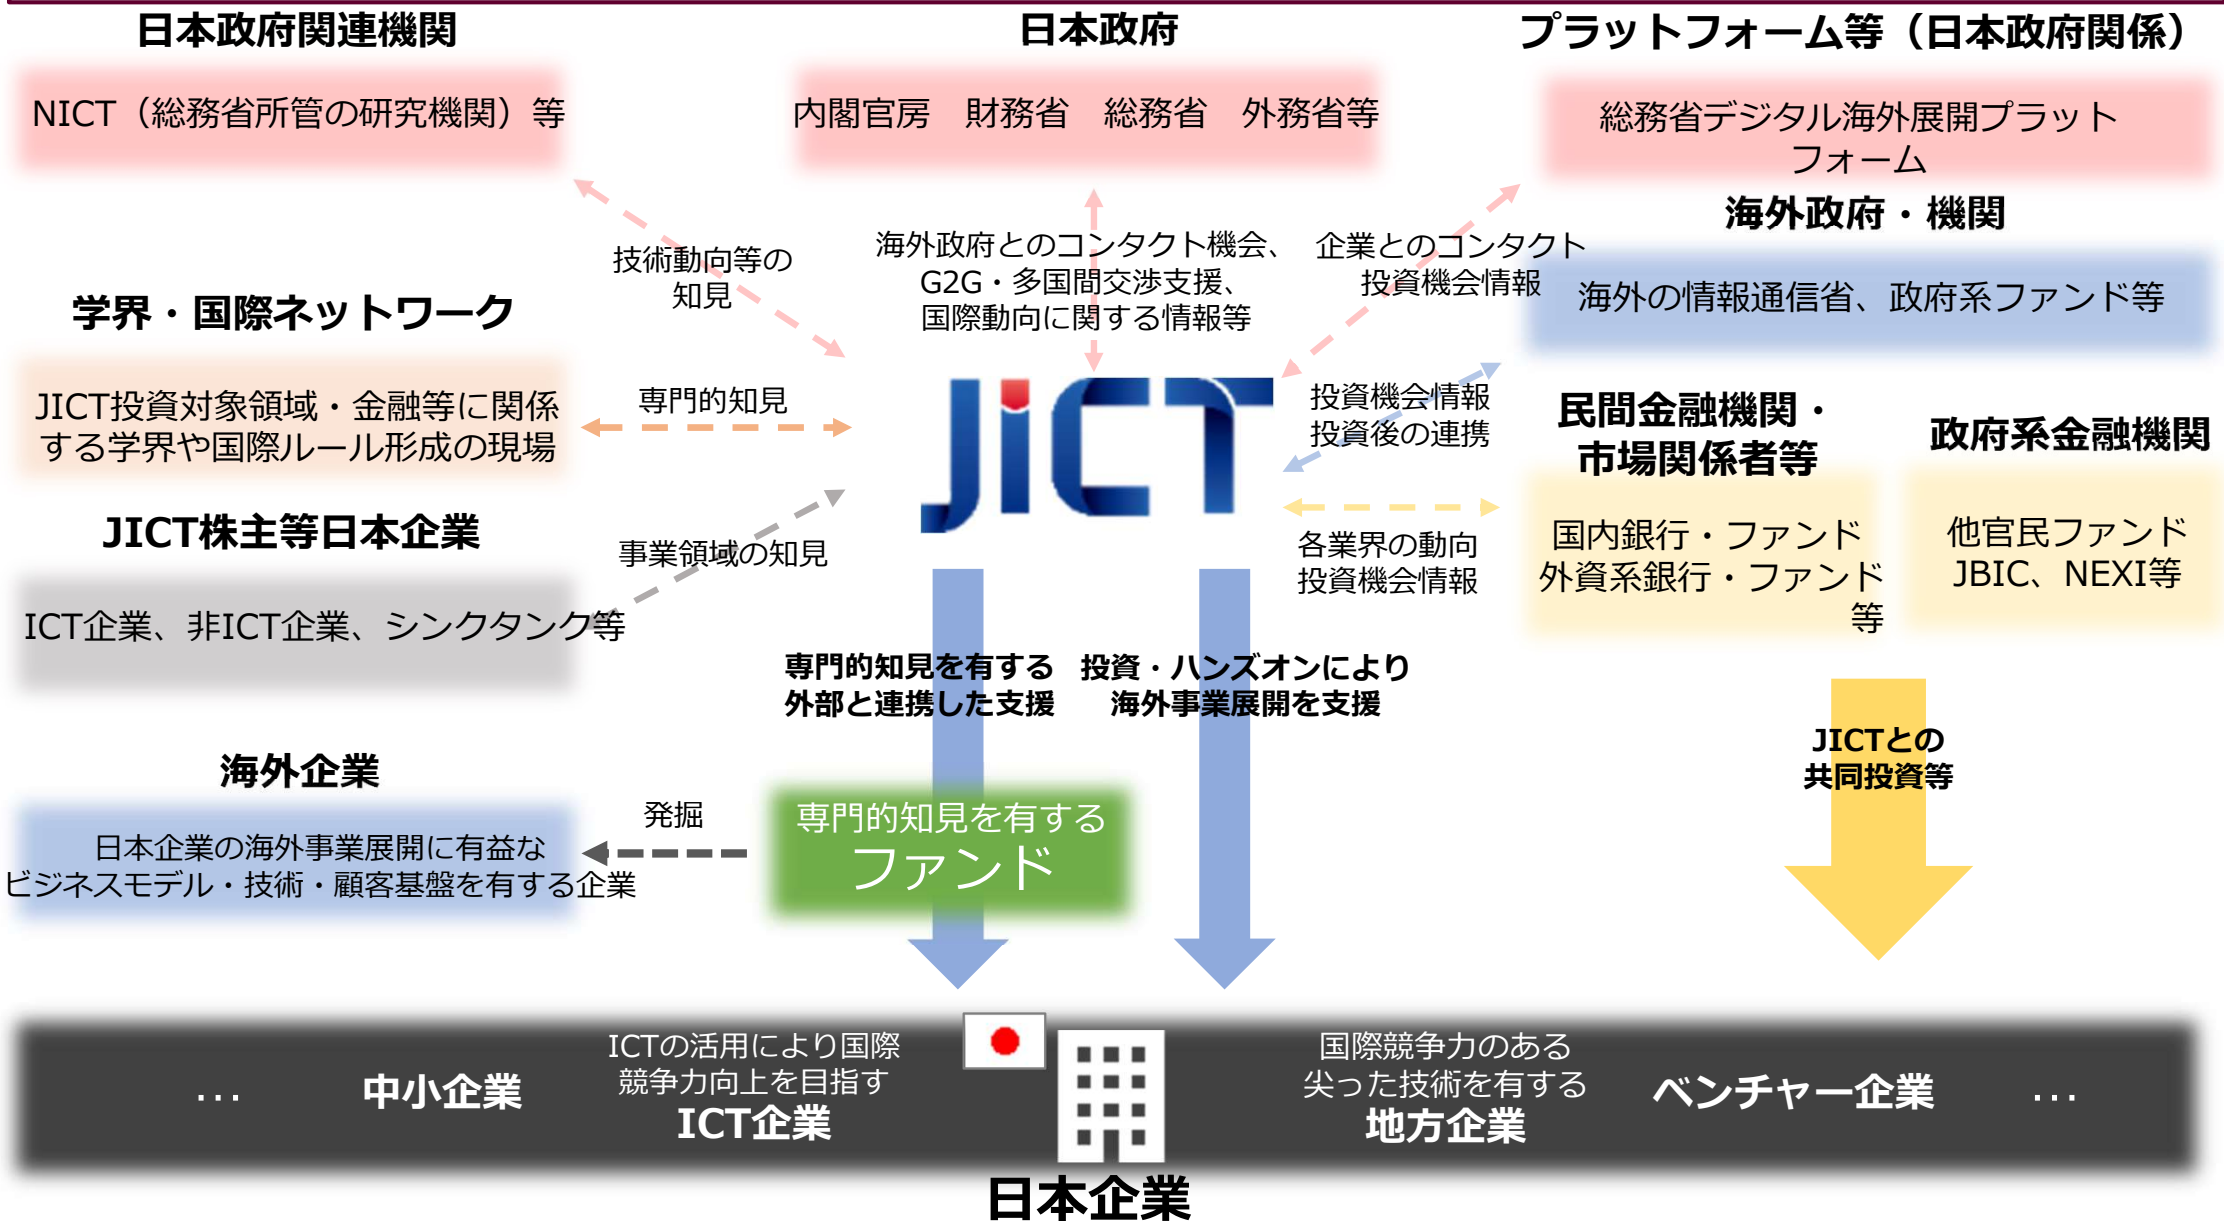 日本政府関連機関
NICT（総務省所管の研究機関）等
日本政府
内閣官房　財務省　総務省　外務省等
プラットフォーム等（日本政府関係）
総務省デジタル海外展開プラット
フォーム
海外政府・機関
海外の情報通信省、政府系ファンド等
技術動向等の
知見
海外政府とのコンタクト機会、
G2G・多国間交渉支援、
国際動向に関する情報等
企業とのコンタクト
投資機会情報
学界・国際ネットワーク
JICT投資対象領域・金融等に関係
する学界や国際ルール形成の現場
専門的知見
JICT
投資機会情報
投資後の連携
民間金融機関・
市場関係者等
国内銀行・ファンド
外資系銀行・ファンド
等
政府系金融機関
他官民ファンド
JBIC、NEXI等
JICT株主等日本企業
ICT企業、非ICT企業、シンクタンク等
事業領域の知見
各業界の動向
投資機会情報
専門的知見を有する
外部と連携した支援
投資・ハンズオンにより
海外事業展開を支援
JICTとの
共同投資等
海外企業
日本企業の海外事業展開に有益な
ビジネスモデル・技術・顧客基盤を有する企業
発掘
専門的知見を有する
ファンド
…
中小企業
ICTの活用により国際
競争力向上を目指す
ICT企業
国際競争力のある
尖った技術を有する
地方企業
ベンチャー企業
…
日本企業